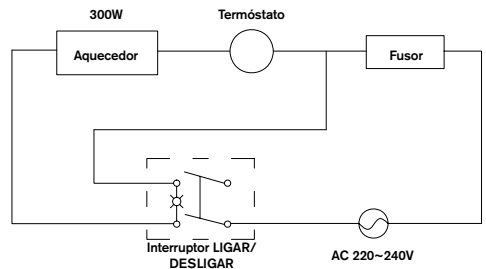 300W
Aquecedor
Termóstato
Fusor
Interruptor LIGAR/
DESLIGAR
AC 220~240V